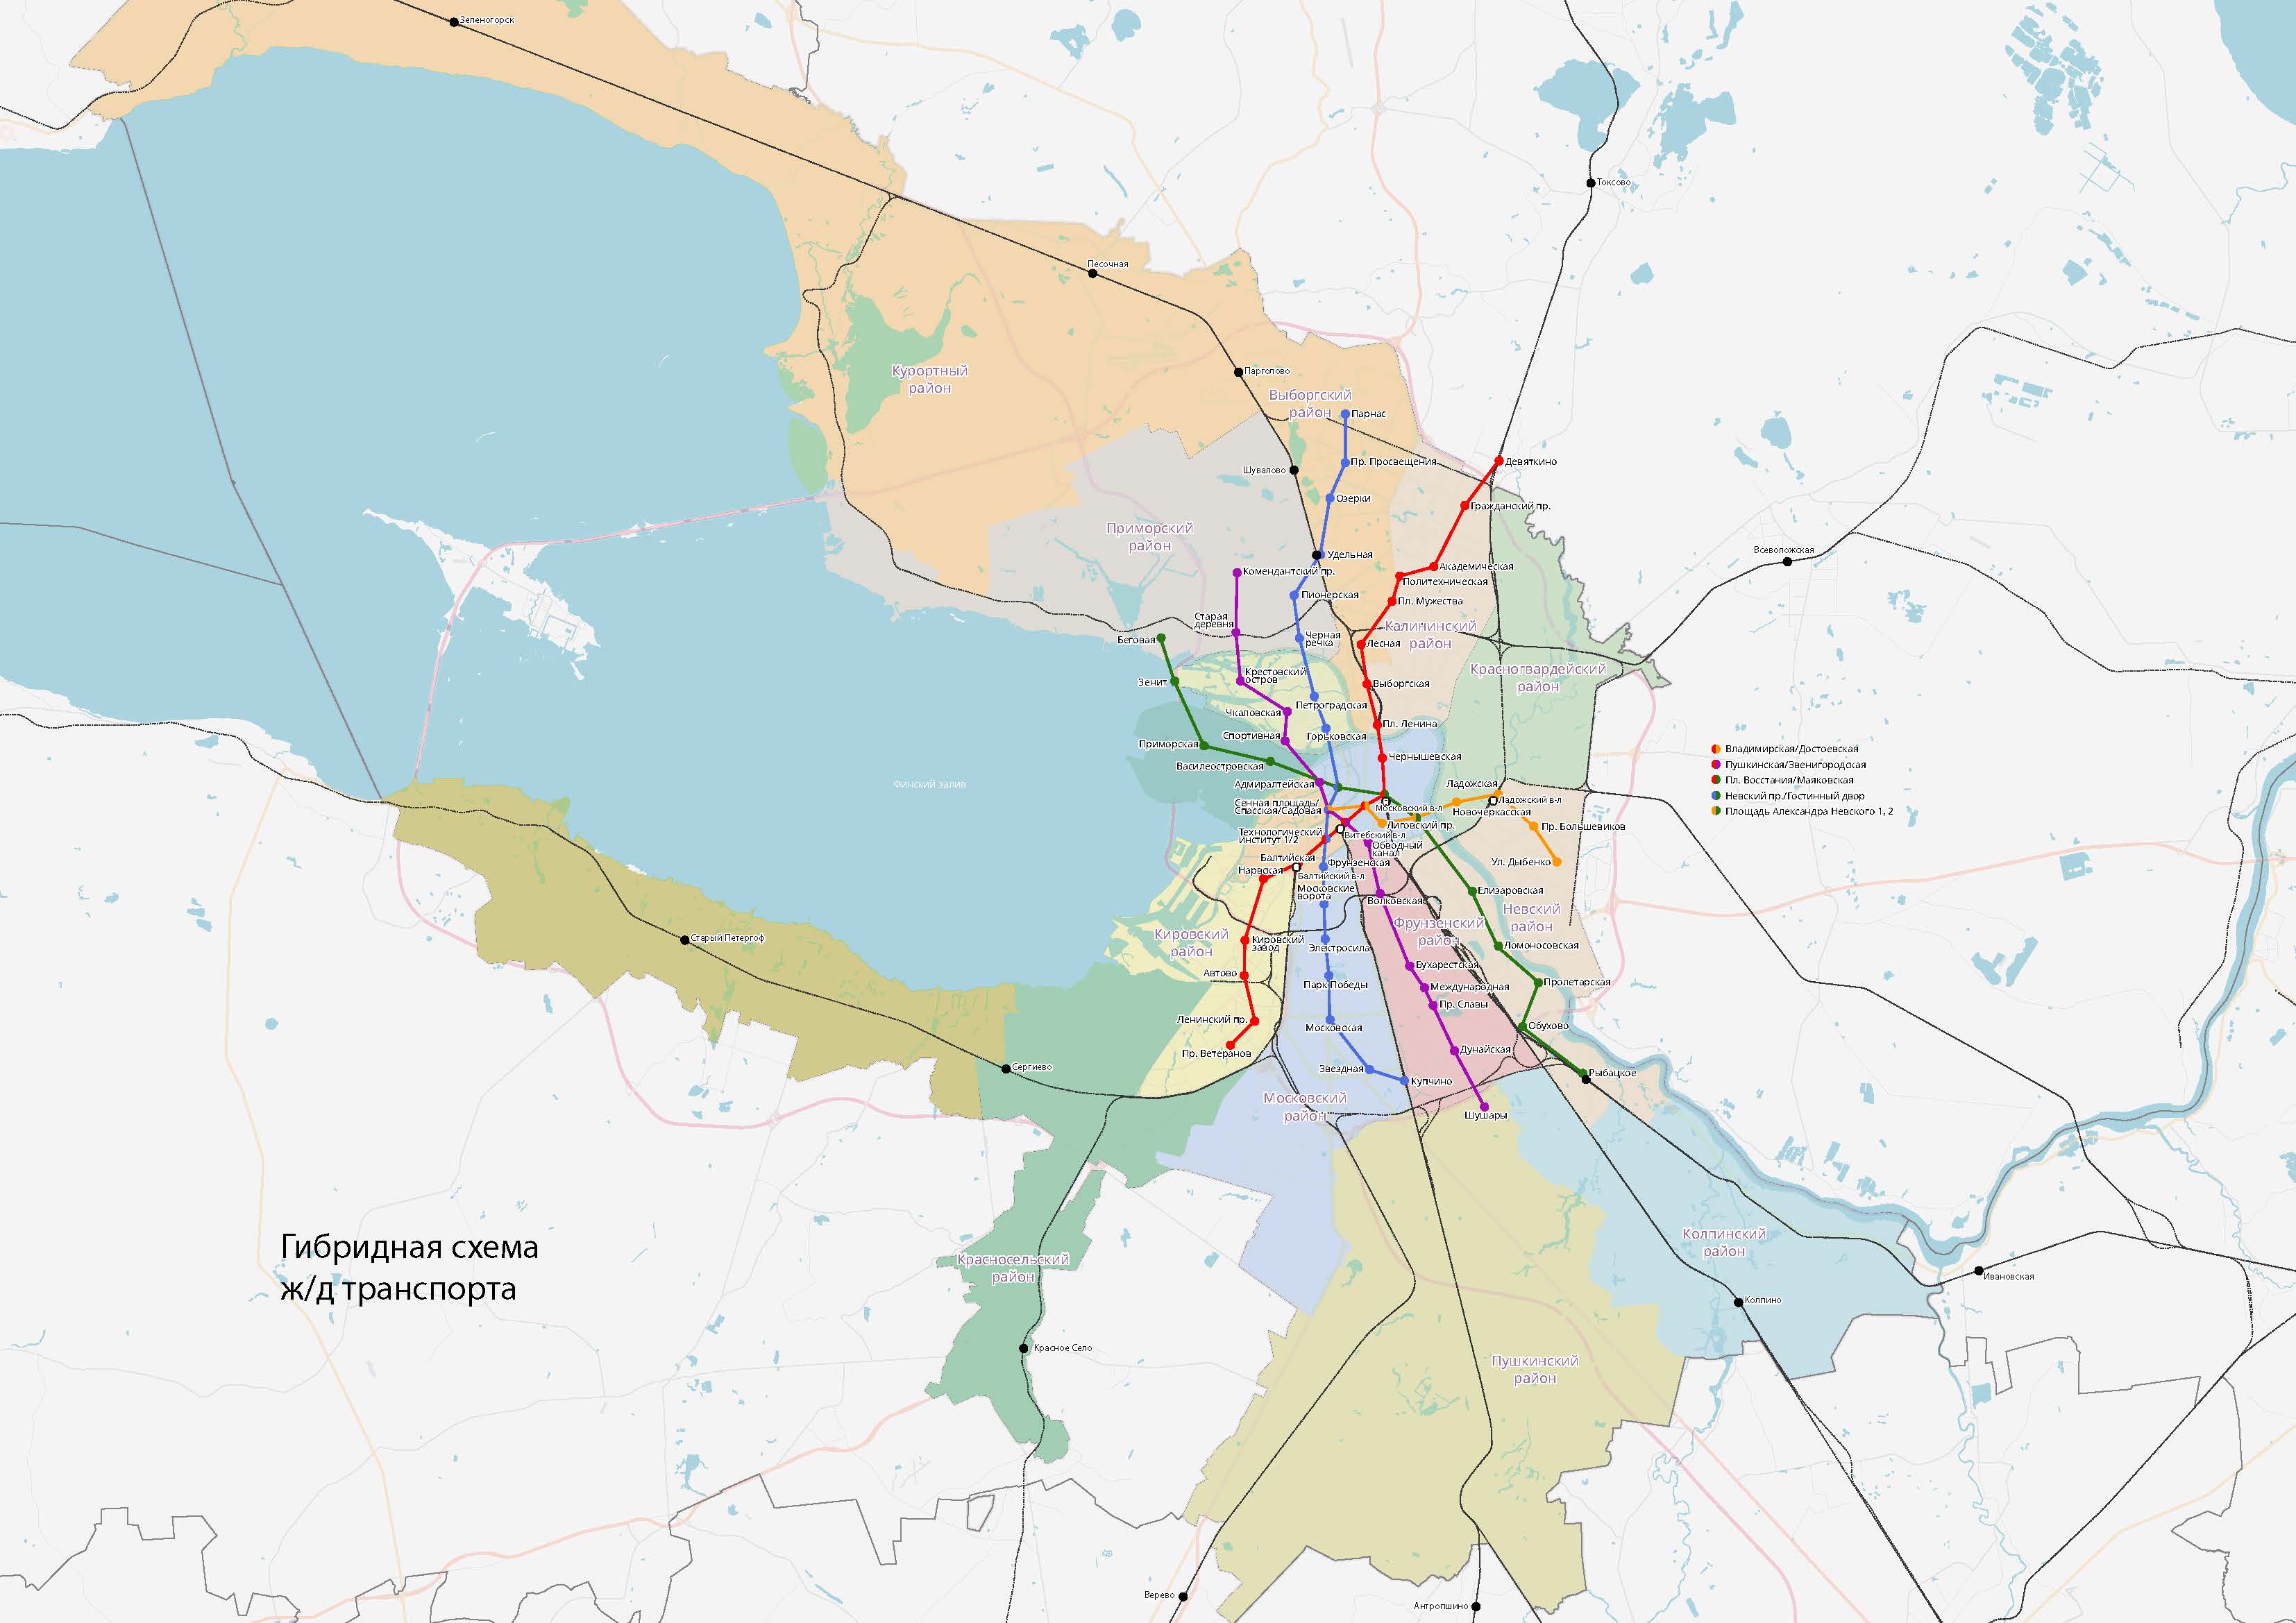 Зеленогорск
Токсово
Песочная
Курортный
район
Парголово
Выборгский
район
Парнас
Шувалово
Пр. Просвещения
Девяткино
Озерки
Гражданский пр.
Приморский
район
Удельная
Всеволожская
Комендантский пр.
Академическая
Политехническая
Пионерская
Пл. Мужества
Старая
деревня
Калининский
район
Беговая
Черная
речка
Лесная
Красногвардейский
район
Крестовский
остров
Зенит
Выборгская
Петроградская
Чкаловская
Пл. Ленина
Спортивная
Горьковская
Приморская
Чернышевская
Василеостровская
Финский залив
Адмиралтейская
Ладожская
Ладожский в-л
Сенная площадь/
Спасская/Садовая
Московский в-л
Новочеркасская
Лиговский пр.
Пр. Большевиков
Технологический
институт 1/2
Витебский в-л
Обводный
канал
Балтийская
Фрунзенская
Ул. Дыбенко
Нарвская
Балтийский в-л
Московские
ворота
Елизаровская
Волковская
Невский
район
Фрунзенский
район
Кировский
район
Кировский
завод
Электросила
Ломоносовская
Старый Петергоф
Бухарестская
Автово
Парк Победы
Международная
Пролетарская
Пр. Славы
Ленинский пр.
Московская
Обухово
Пр. Ветеранов
Дунайская
Сергиево
Звездная
Купчино
Рыбацкое
Московский
район
Шушары
Владимирская/Достоевская
Пушкинская/Звенигородская
Пл. Восстания/Маяковская
Невский пр./Гостинный двор
Площадь Александра Невского 1, 2
Гибридная схема
ж/д транспорта
Красносельский
район
Колпинский
район
Ивановская
Колпино
Красное Село
Пушкинский
район
Верево
Антропшино